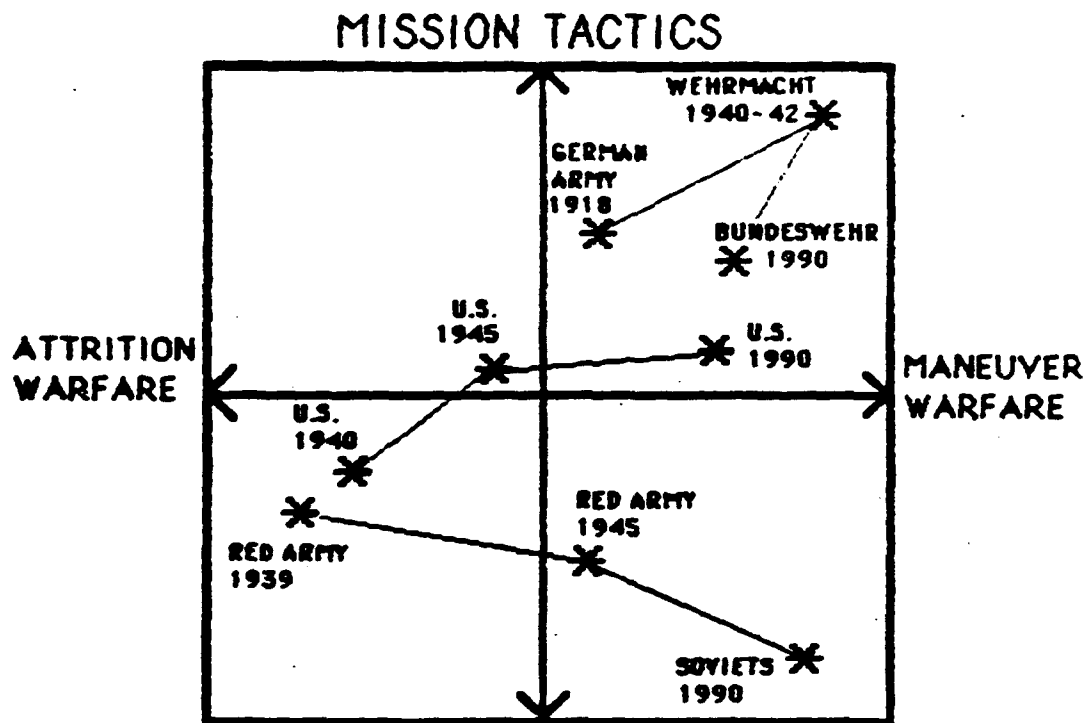 MISSION TACTICS
WEHRMACHT
1940-42
GERMAN
ARMY
1918
BUNDESWEHR
1990
U.S.
1945
U.S.
1990
ATTRITION
WARFARE
MANEUVER
WARFARE
U.S.
1940
RED ARMY
1945
RED ARMY
1939
SOVIETS
1990